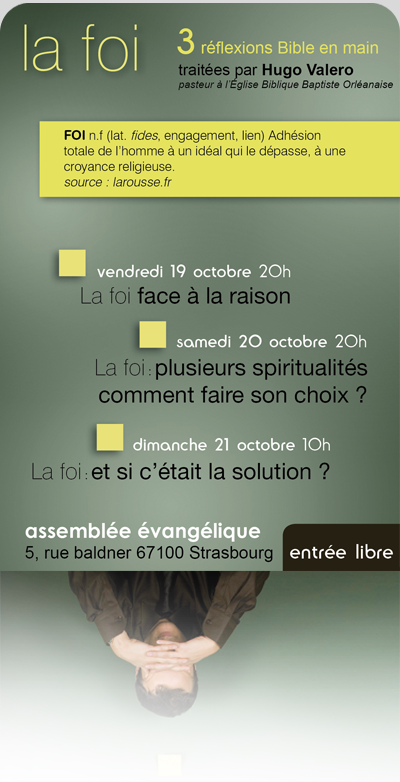 la foi
3 réflexions Bible en main
traitées par Hugo Valero
pasteur à l'Église Biblique Baptiste Orléanaise
FOI n.f (lat. fides, engagement, lien) Adhésion
totale de l'homme à un idéal qui le dépasse, à une
croyance religieuse.
source : larousse.fr
vendredi 19 octobre 20h
La foi face à la raison
samedi 20 octobre 20h
La foi : plusieurs spiritualités
comment faire son choix ?
dimanche 21 octobre 10h
La foi : et si c'était la solution ?
assemblée évangélique
5, rue baldner 67100 Strasbourg
entrée libre